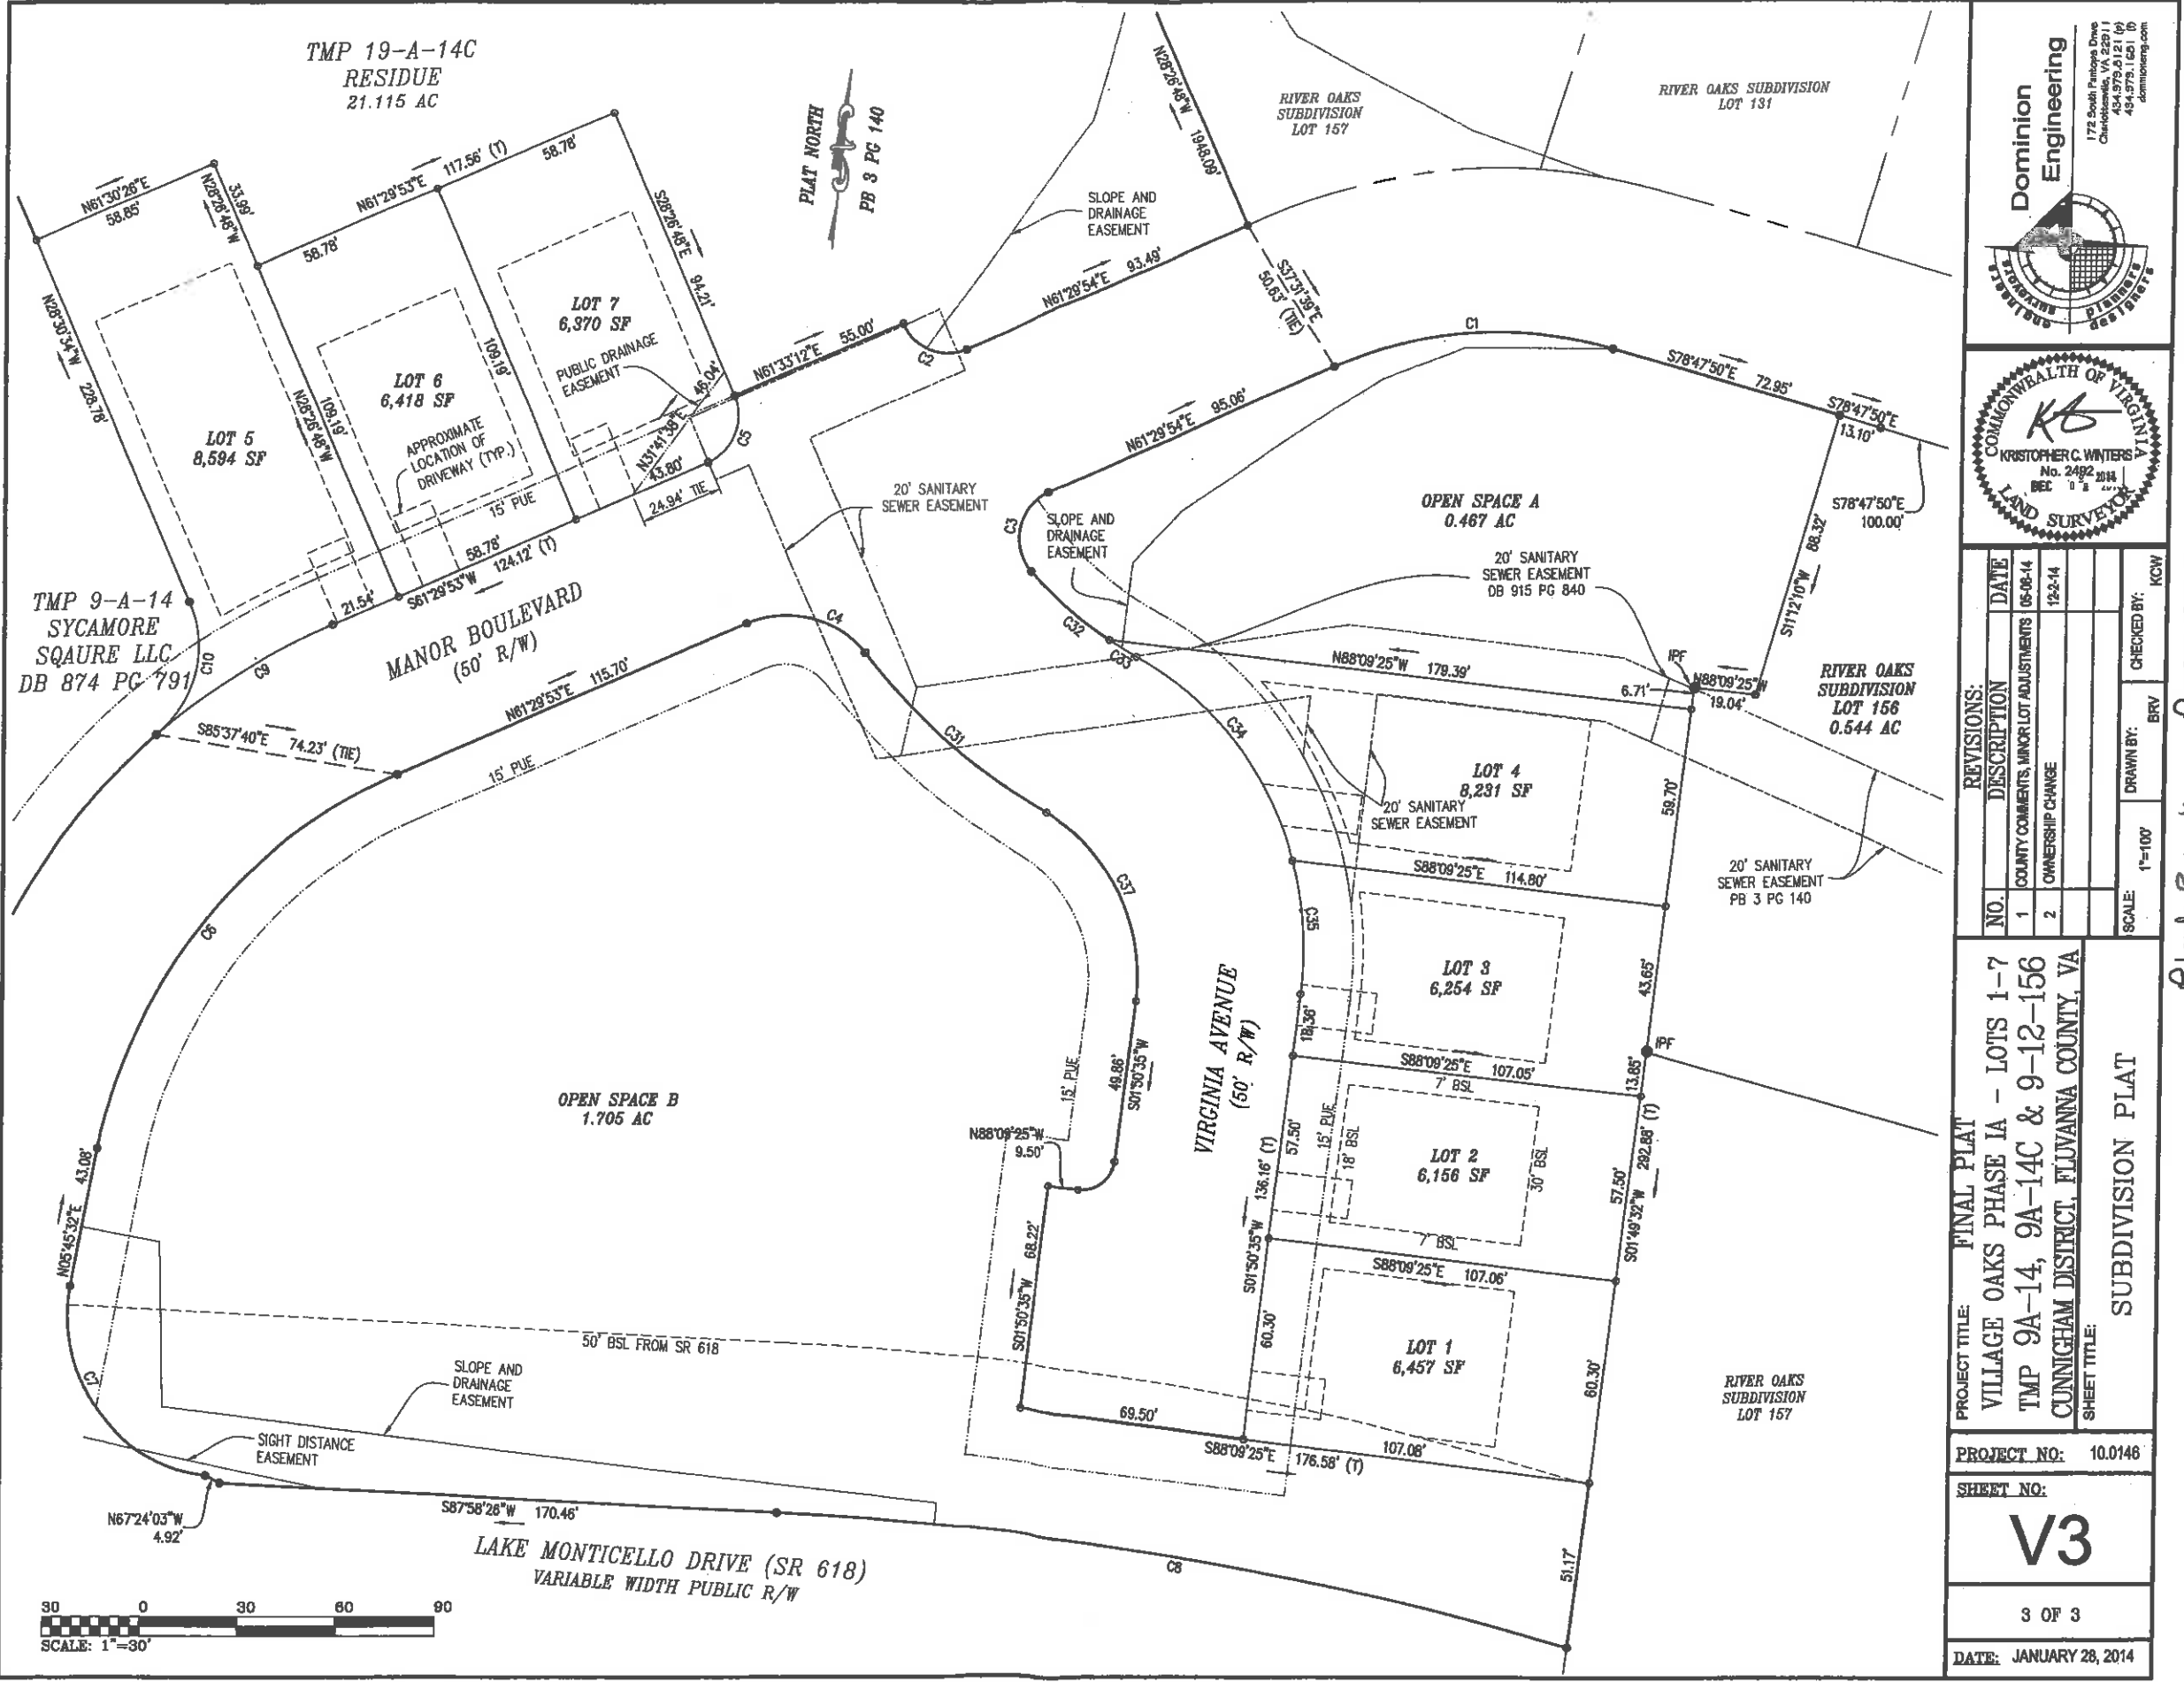 TMP 19-A-14C
RESIDUE
21.115 AC
N61°30'26"E
58.85'
N28°28'48"W
33.99'
N61°29'53"E
117.56' (T)
58.78'
58.78'
S28°26'48"E
94.21'
N28°30'34"W
228.78'
LOT 5
8,594 SF
N28°26'48"W
109.19'
LOT 6
6,418 SF
109.19'
LOT 7
6,370 SF
PUBLIC DRAINAGE
EASEMENT
APPROXIMATE
LOCATION OF
DRIVEWAY (TYP.)
15' PUE
N31°41'38"E
46.04'
43.80'
24.94' TIE
C5
58.78'
S61°29'53"W
124.12' (T)
21.54'
PLAT NORTH
PB 3 PG 140
N61°33'12"E
55.00'
C2
SLOPE AND
DRAINAGE
EASEMENT
N61°29'54"E
93.49'
N28°26'48"W
1948.09'
RIVER OAKS
SUBDIVISION
LOT 157
RIVER OAKS SUBDIVISION
LOT 131
S37°31'39"E
50.63' (TIE)
C1
S78°47'50"E
72.95'
S78°47'50"E
13.10'
S78°47'50"E
100.00'
N61°29'54"E
95.06'
20' SANITARY
SEWER EASEMENT
C3
SLOPE AND
DRAINAGE
EASEMENT
OPEN SPACE A
0.467 AC
20' SANITARY
SEWER EASEMENT
DB 915 PG 840
S11°12'10"W
88.32'
TMP 9-A-14
SYCAMORE
SQAURE LLC
DB 874 PG 791
C10
C9
MANOR BOULEVARD
(50' R/W)
S85°37'40"E
74.23' (TIE)
N61°29'53"E
115.70'
15' PUE
C4
C31
C32
C33
C34
N88°09'25"W
179.39'
IPF
6.71'
N88°09'25"W
19.04'
RIVER OAKS
SUBDIVISION
LOT 156
0.544 AC
LOT 4
8,231 SF
20' SANITARY
SEWER EASEMENT
59.70'
S88°09'25"E
114.80'
20' SANITARY
SEWER EASEMENT
PB 3 PG 140
C37
C6
C35
LOT 3
6,254 SF
43.65'
18.36'
S88°09'25"E
107.05'
IPF
13.85'
292.88' (T)
S01°49'32"W
57.50'
OPEN SPACE B
1.705 AC
15' PUE
49.86'
S01°50'35"W
N88°09'25"W
9.50'
VIRGINIA AVENUE
(50' R/W)
7' BSL
57.50'
136.16' (T)
S01°50'35"W
15' PUE
18' BSL
LOT 2
6,156 SF
30' BSL
7' BSL
S88°09'25"E
107.06'
43.08'
N05°45'32"E
S01°50'35"W
68.22'
60.30'
LOT 1
6,457 SF
60.30'
50' BSL FROM SR 618
C7
SLOPE AND
DRAINAGE
EASEMENT
SIGHT DISTANCE
EASEMENT
69.50'
S88°09'25"E
176.58' (T)
107.08'
RIVER OAKS
SUBDIVISION
LOT 157
N67°24'03"W
4.92'
S87°58'26"W
170.46'
LAKE MONTICELLO DRIVE (SR 618)
VARIABLE WIDTH PUBLIC R/W
C8
51.17'
30 0 30 60 90
SCALE: 1"=30'
Dominion
Engineering
172 South Pantops Drive
Charlottesville, VA 22911
434.979.8121 (p)
434.979.1681 (f)
dominioneng.com
engineers
surveyors
planners
designers
COMMONWEALTH OF VIRGINIA
KRISTOPHER C. WINTERS
No. 2492
DEC
LAND SURVEYOR
REVISIONS:
NO. DESCRIPTION DATE
1 COUNTY COMMENTS, MINOR LOT ADJUSTMENTS 05-06-14
2 OWNERSHIP CHANGE 12-2-14
SCALE: 1"=100'
DRAWN BY: BRV
CHECKED BY: KCW
PROJECT TITLE: FINAL PLAT
VILLAGE OAKS PHASE IA - LOTS 1-7
TMP 9A-14, 9A-14C & 9-12-156
CUNNIGHAM DISTIRCT, FLUVANNA COUNTY, VA
SHEET TITLE:
SUBDIVISION PLAT
PROJECT NO: 10.0146
SHEET NO:
V3
3 OF 3
DATE: JANUARY 28, 2014